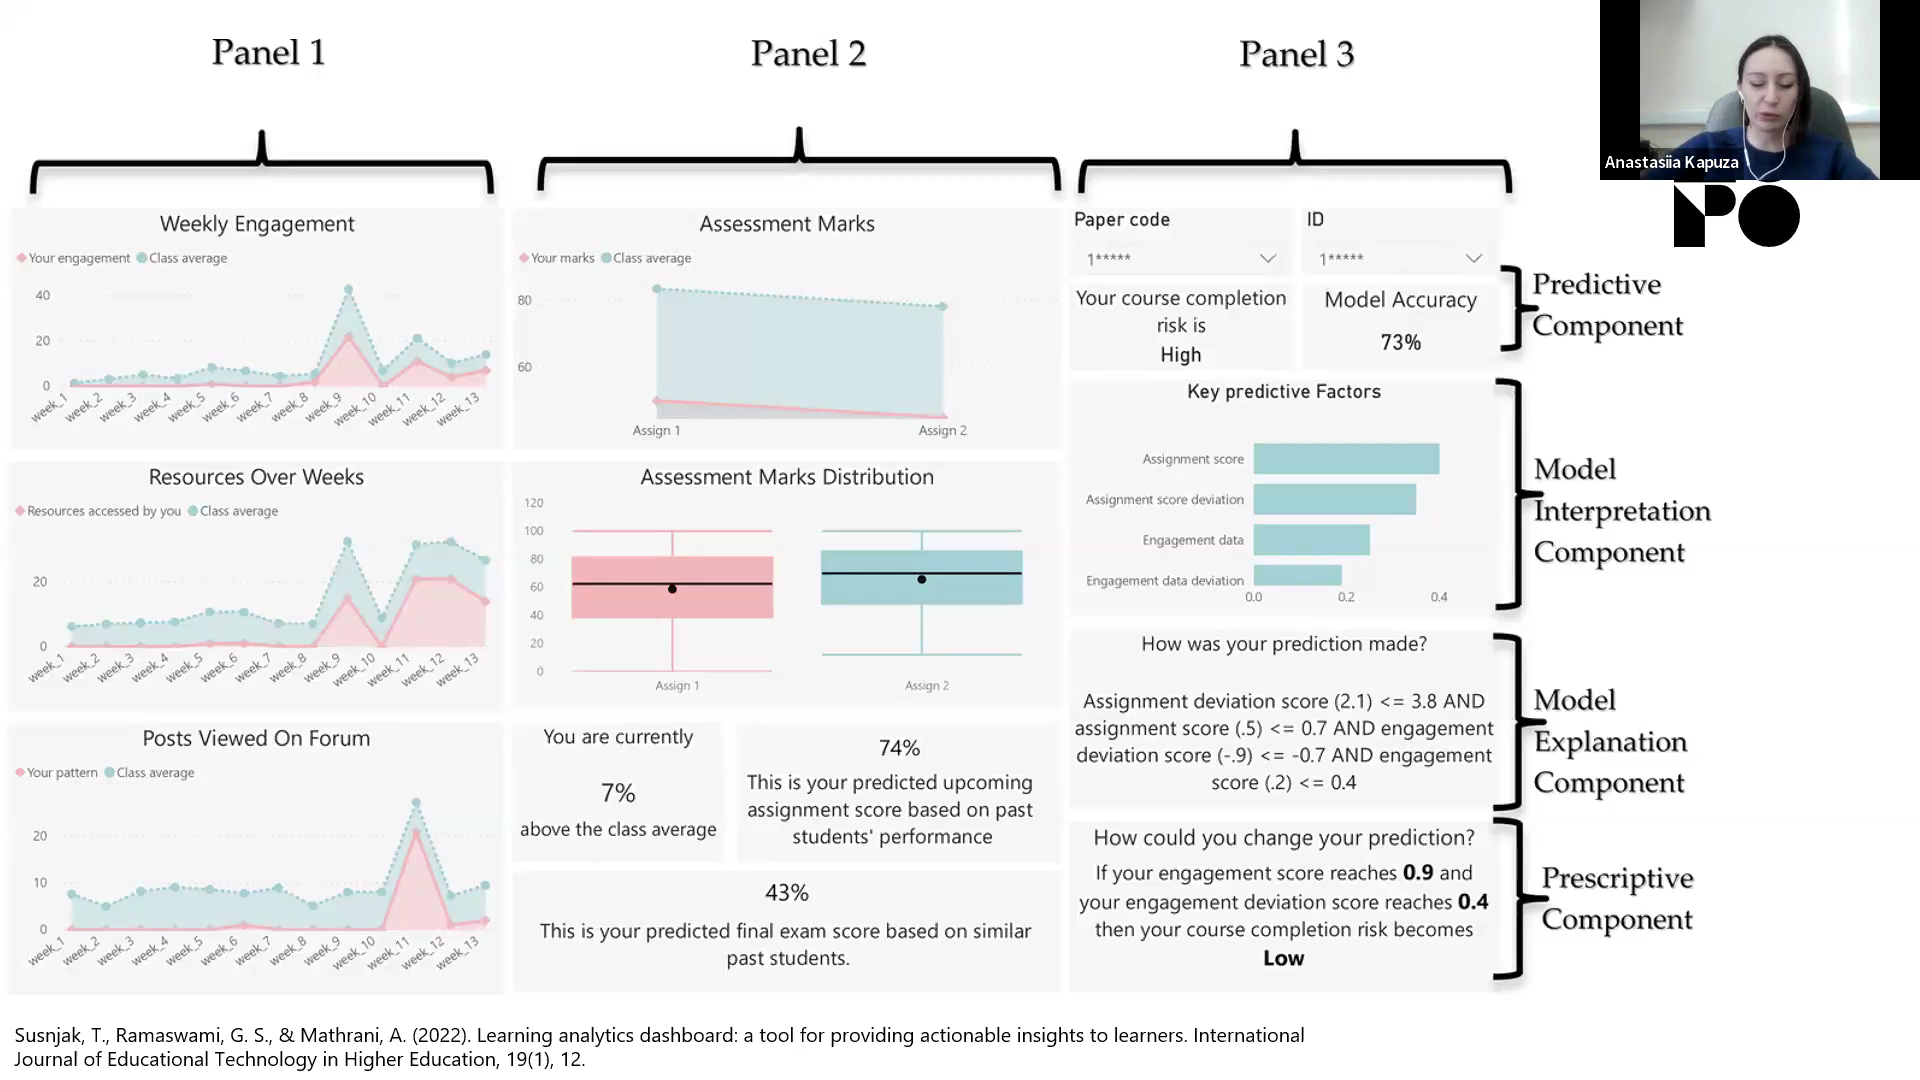 Panel 1
Panel 2
Panel 3
Anastasiia Kapuza
Weekly Engagement
Your engagement
Class average
40
20
0
week_1
week_2
week_3
week_4
week_5
week_6
week_7
week_8
week_9
week_10
week_11
week_12
week_13
Resources Over Weeks
Resources accessed by you
Class average
20
0
week_1
week_2
week_3
week_4
week_5
week_6
week_7
week_8
week_9
week_10
week_11
week_12
week_13
Posts Viewed On Forum
Your pattern
Class average
20
10
0
week_1
week_2
week_3
week_4
week_5
week_6
week_7
week_8
week_9
week_10
week_11
week_12
week_13
Assessment Marks
Your marks
Class average
80
60
Assign 1
Assign 2
Assessment Marks Distribution
120
100
80
60
40
20
0
Assign 1
Assign 2
You are currently
7%
above the class average
74%
This is your predicted upcoming
assignment score based on past
students' performance
43%
This is your predicted final exam score based on similar
past students.
Paper code
1*****
ID
1*****
Your course completion
risk is
High
Model Accuracy
73%
Predictive
Component
Key predictive Factors
Assignment score
Assignment score deviation
Engagement data
Engagement data deviation
0.0
0.2
0.4
Model
Interpretation
Component
How was your prediction made?
Assignment deviation score (2.1) <= 3.8 AND
assignment score (.5) <= 0.7 AND engagement
deviation score (-.9) <= -0.7 AND engagement
score (.2) <= 0.4
Model
Explanation
Component
How could you change your prediction?
If your engagement score reaches 0.9 and
your engagement deviation score reaches 0.4
then your course completion risk becomes
Low
Prescriptive
Component
Susnjak, T., Ramaswami, G. S., & Mathrani, A. (2022). Learning analytics dashboard: a tool for providing actionable insights to learners. International
Journal of Educational Technology in Higher Education, 19(1), 12.